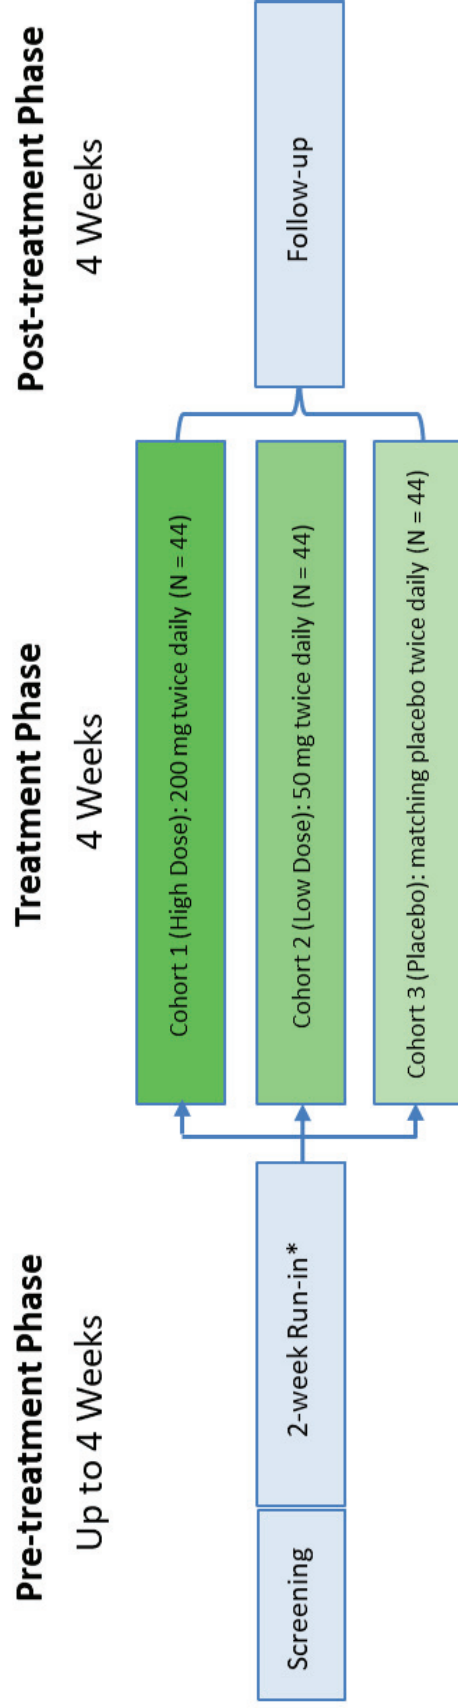 Pre-treatment Phase
Up to 4 Weeks
Treatment Phase
4 Weeks
Post-treatment Phase
4 Weeks
Screening
2-week Run-in*
Cohort 1 (High Dose): 200 mg twice daily (N = 44)
Cohort 2 (Low Dose): 50 mg twice daily (N = 44)
Cohort 3 (Placebo): matching placebo twice daily (N = 44)
Follow-up